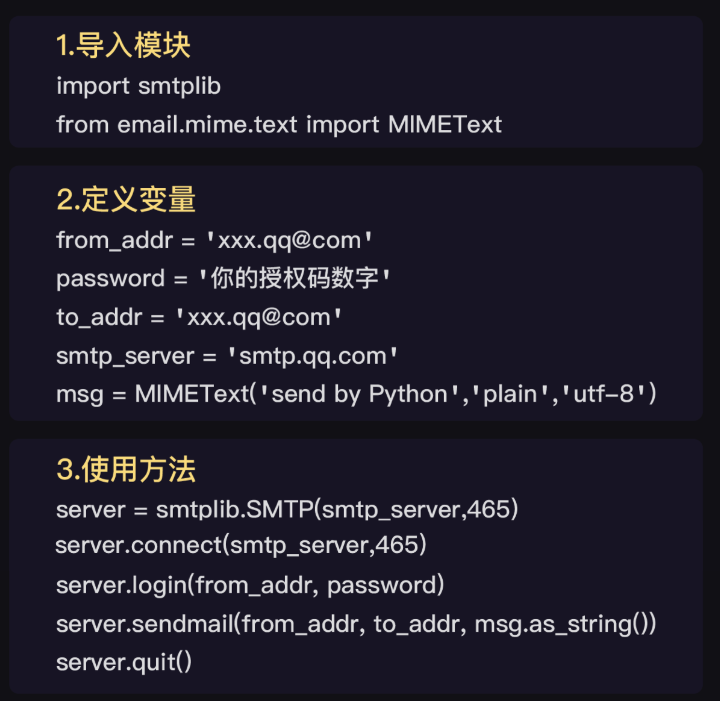 1.导入模块
import smtplib
from email.mime.text import MIMEText
2.定义变量
from_addr = 'xxx.qq@com'
password = '你的授权码数字'
to_addr = 'xxx.qq@com'
smtp_server = 'smtp.qq.com'
msg = MIMEText('send by Python','plain','utf-8')
3.使用方法
server = smtplib.SMTP(smtp_server,465)
server.connect(smtp_server,465)
server.login(from_addr, password)
server.sendmail(from_addr, to_addr, msg.as_string())
server.quit()